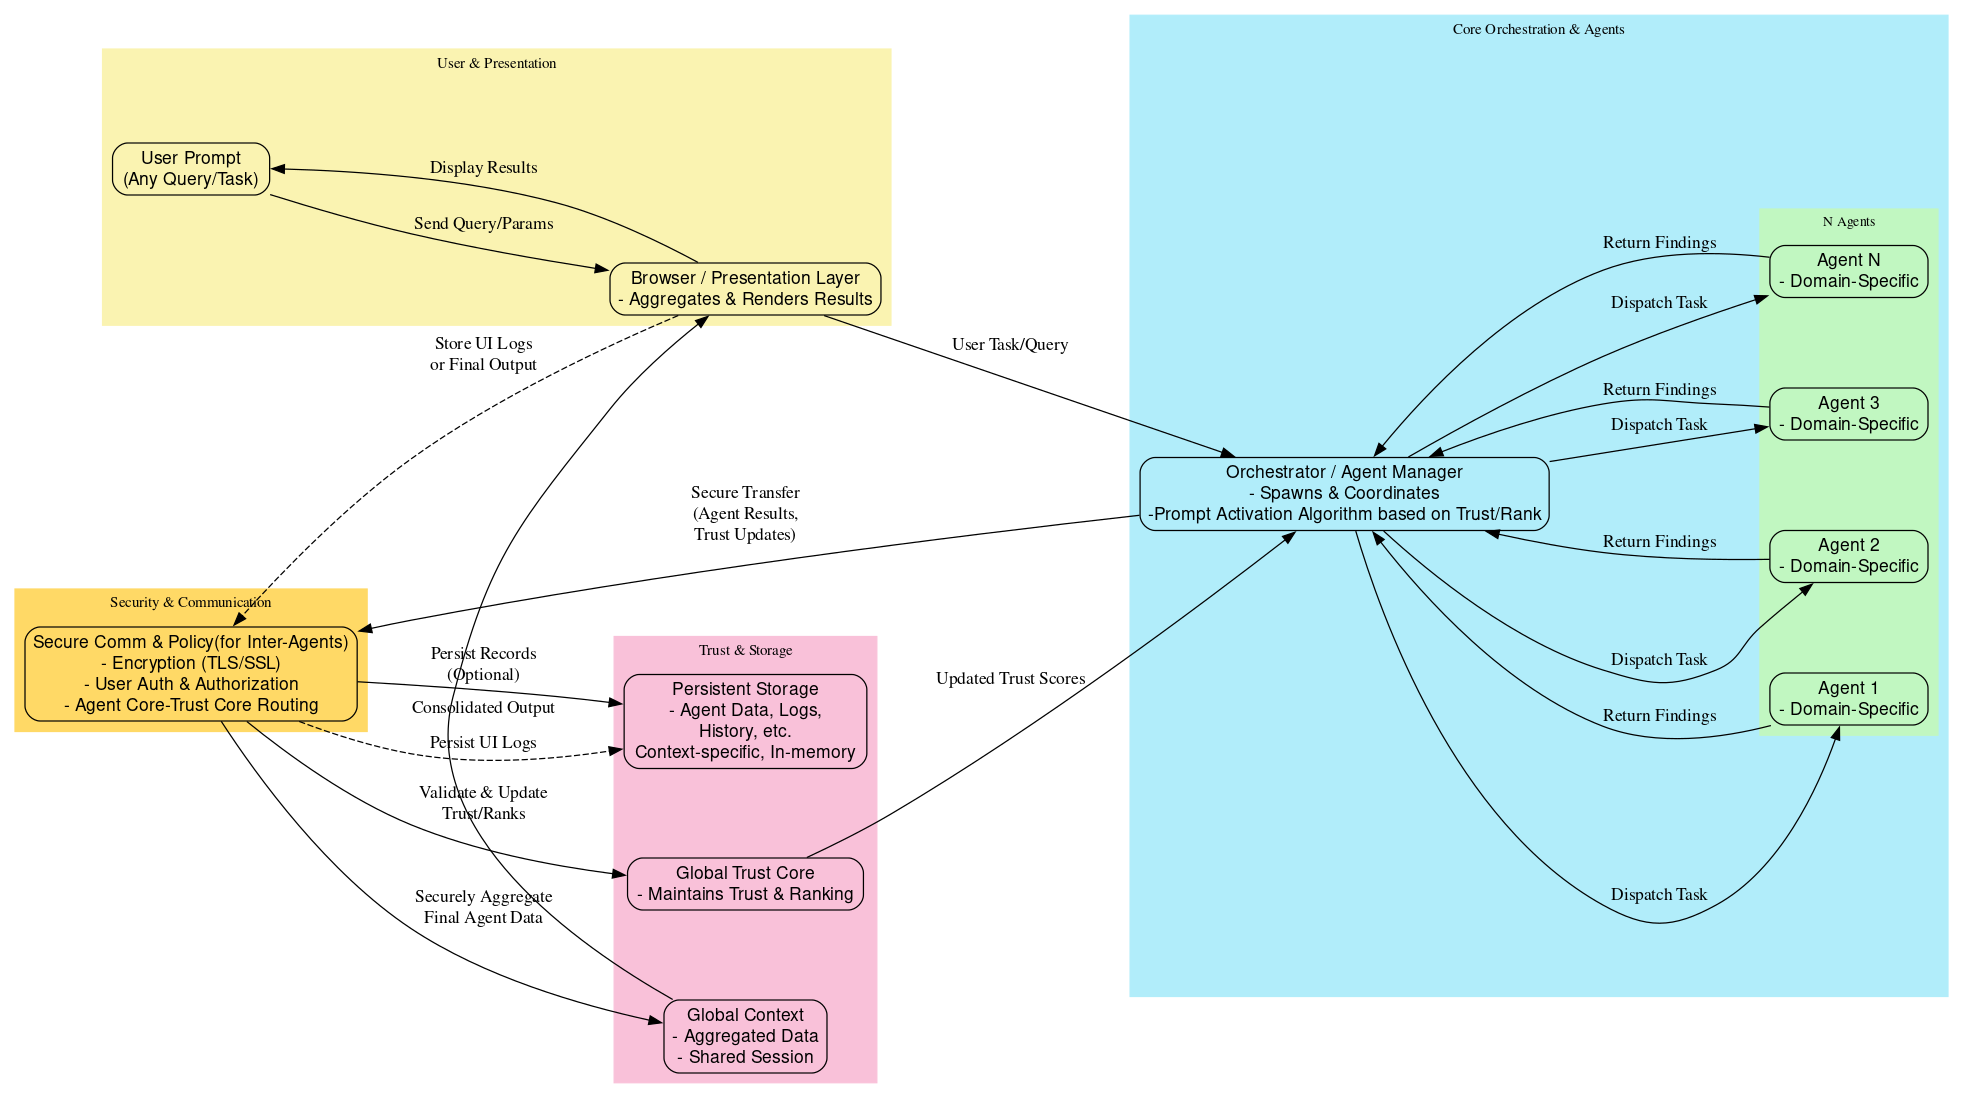 Core Orchestration & Agents
User & Presentation
User Prompt
(Any Query/Task)
Display Results
Send Query/Params
Browser / Presentation Layer
- Aggregates & Renders Results
Store UI Logs
or Final Output
User Task/Query
N Agents
Return Findings
Agent N
- Domain-Specific
Dispatch Task
Return Findings
Agent 3
- Domain-Specific
Dispatch Task
Orchestrator / Agent Manager
- Spawns & Coordinates
-Prompt Activation Algorithm based on Trust/Rank
Secure Transfer
(Agent Results,
Trust Updates)
Return Findings
Agent 2
- Domain-Specific
Dispatch Task
Security & Communication
Secure Comm & Policy(for Inter-Agents)
- Encryption (TLS/SSL)
- User Auth & Authorization
- Agent Core-Trust Core Routing
Persist Records
(Optional)
Consolidated Output
Persist UI Logs
Trust & Storage
Persistent Storage
- Agent Data, Logs,
History, etc.
Context-specific, In-memory
Updated Trust Scores
Agent 1
- Domain-Specific
Return Findings
Dispatch Task
Validate & Update
Trust/Ranks
Global Trust Core
- Maintains Trust & Ranking
Securely Aggregate
Final Agent Data
Global Context
- Aggregated Data
- Shared Session